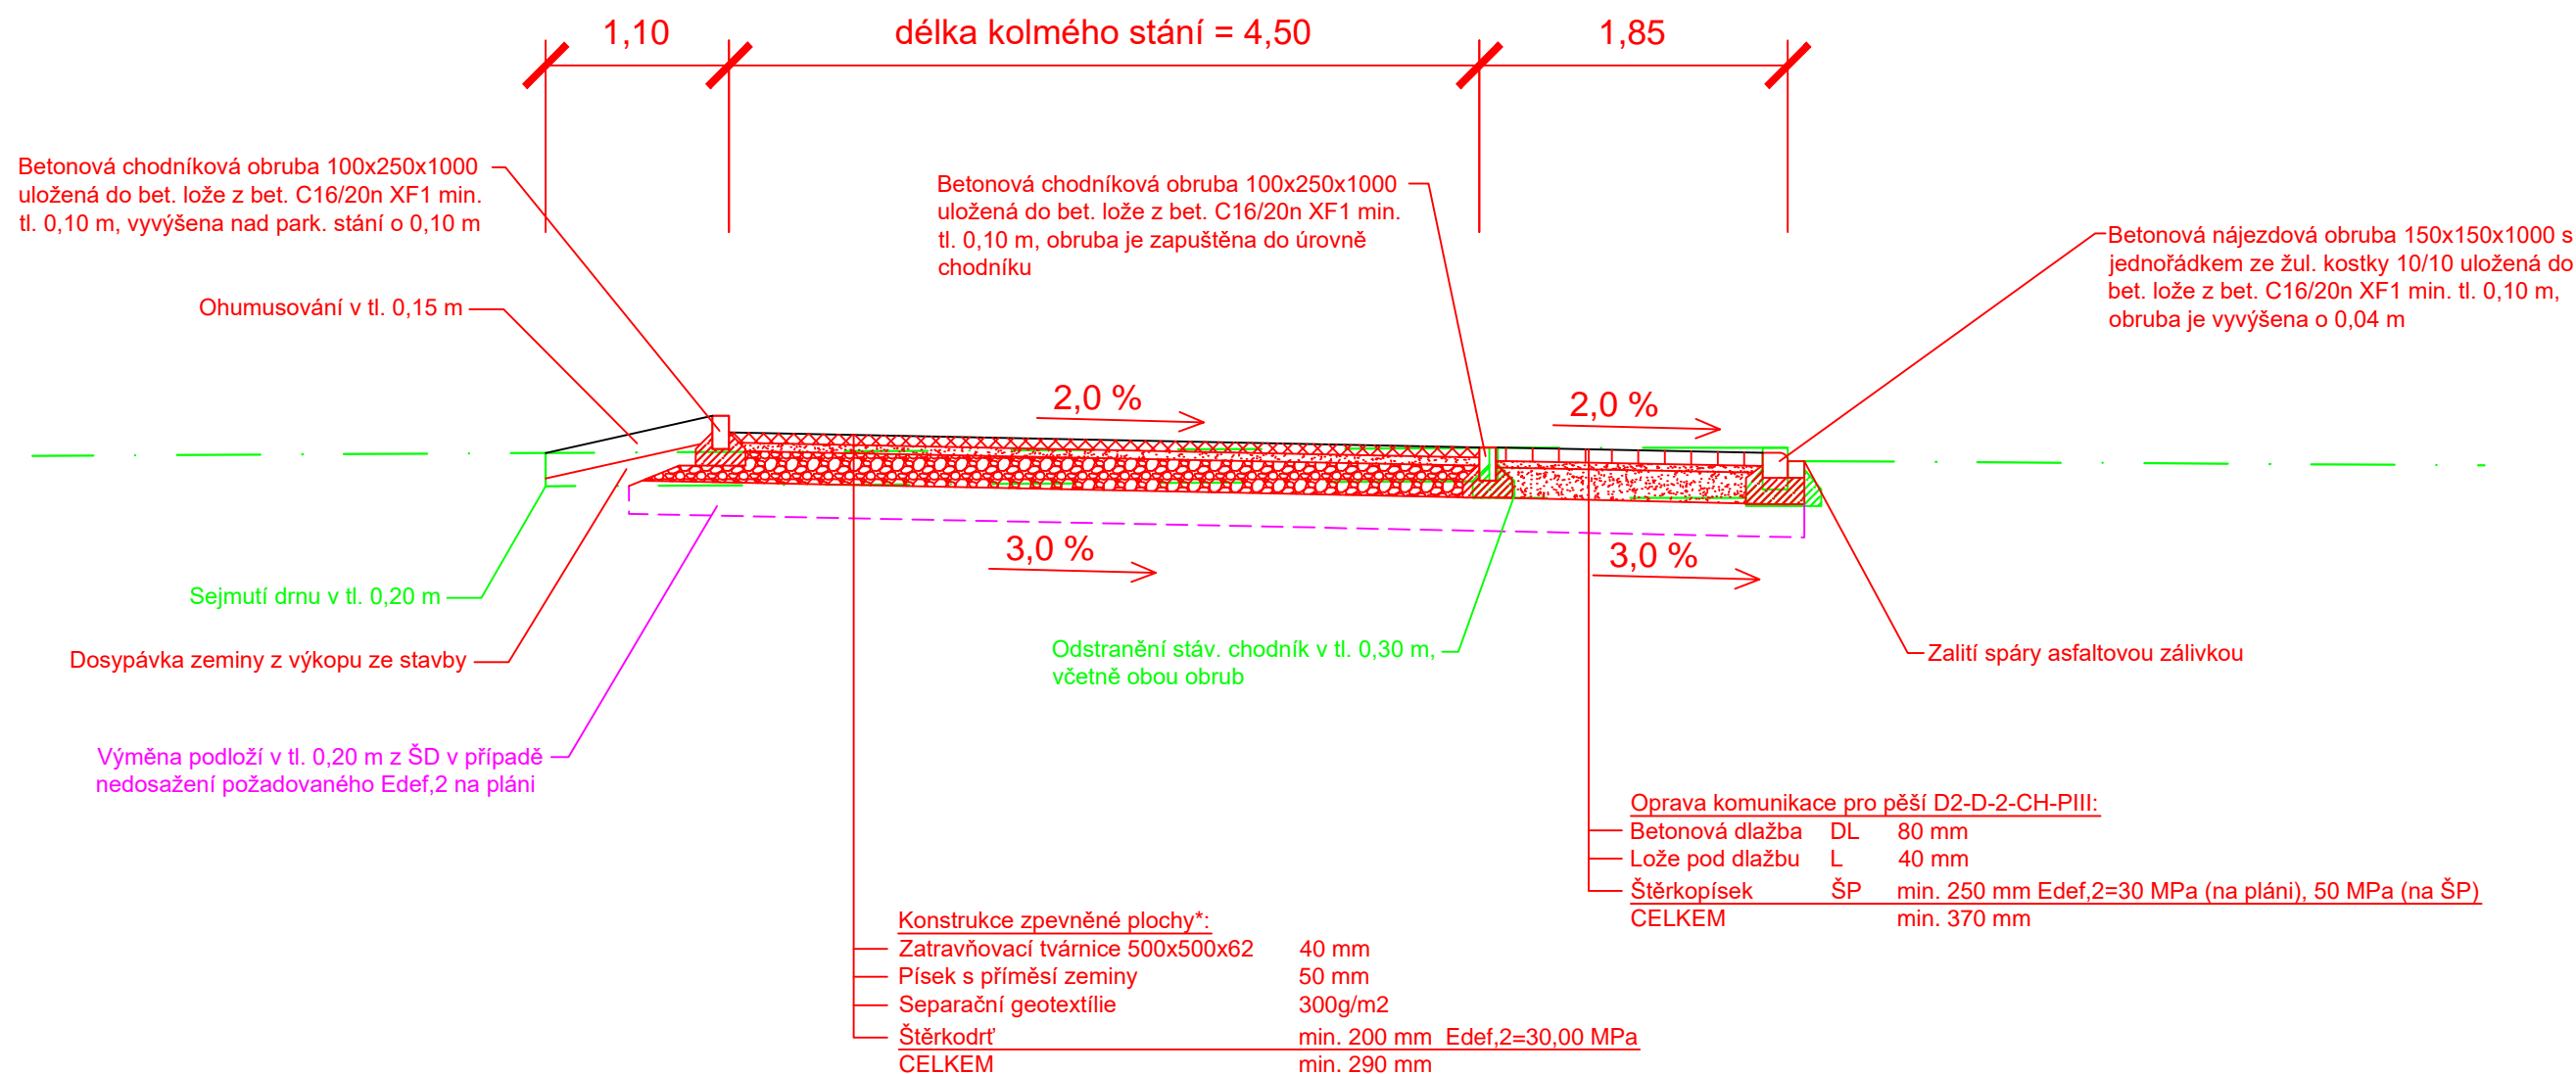 1,10
délka kolmého stání = 4,50
1,85
Betonová chodníková obruba 100x250x1000
uložená do bet. lože z bet. C16/20n XF1 min.
tl. 0,10 m, vyvýšena nad park. stání o 0,10 m
Betonová chodníková obruba 100x250x1000
uložená do bet. lože z bet. C16/20n XF1 min.
tl. 0,10 m, obruba je zapuštěna do úrovně
chodníku
Betonová nájezdová obruba 150x150x1000 s
jednořádkem ze žul. kostky 10/10 uložená do
bet. lože z bet. C16/20n XF1 min. tl. 0,10 m,
obruba je vyvýšena o 0,04 m
Ohumusování v tl. 0,15 m
2,0 %
2,0 %
3,0 %
3,0 %
Sejmutí drnu v tl. 0,20 m
Dosypávka zeminy z výkopu ze stavby
Odstranění stáv. chodník v tl. 0,30 m,
včetně obou obrub
Zalití spáry asfaltovou zálivkou
Výměna podloží v tl. 0,20 m z ŠD v případě
nedosažení požadovaného Edef,2 na pláni
Oprava komunikace pro pěší D2-D-2-CH-PIII:
Betonová dlažba DL 80 mm
Lože pod dlažbu L 40 mm
Štěrkopísek ŠP min. 250 mm Edef,2=30 MPa (na pláni), 50 MPa (na ŠP)
CELKEM min. 370 mm
Konstrukce zpevněné plochy*:
Zatravňovací tvárnice 500x500x62 40 mm
Písek s příměsí zeminy 50 mm
Separační geotextílie 300g/m2
Štěrkodrť min. 200 mm Edef,2=30,00 MPa
CELKEM min. 290 mm